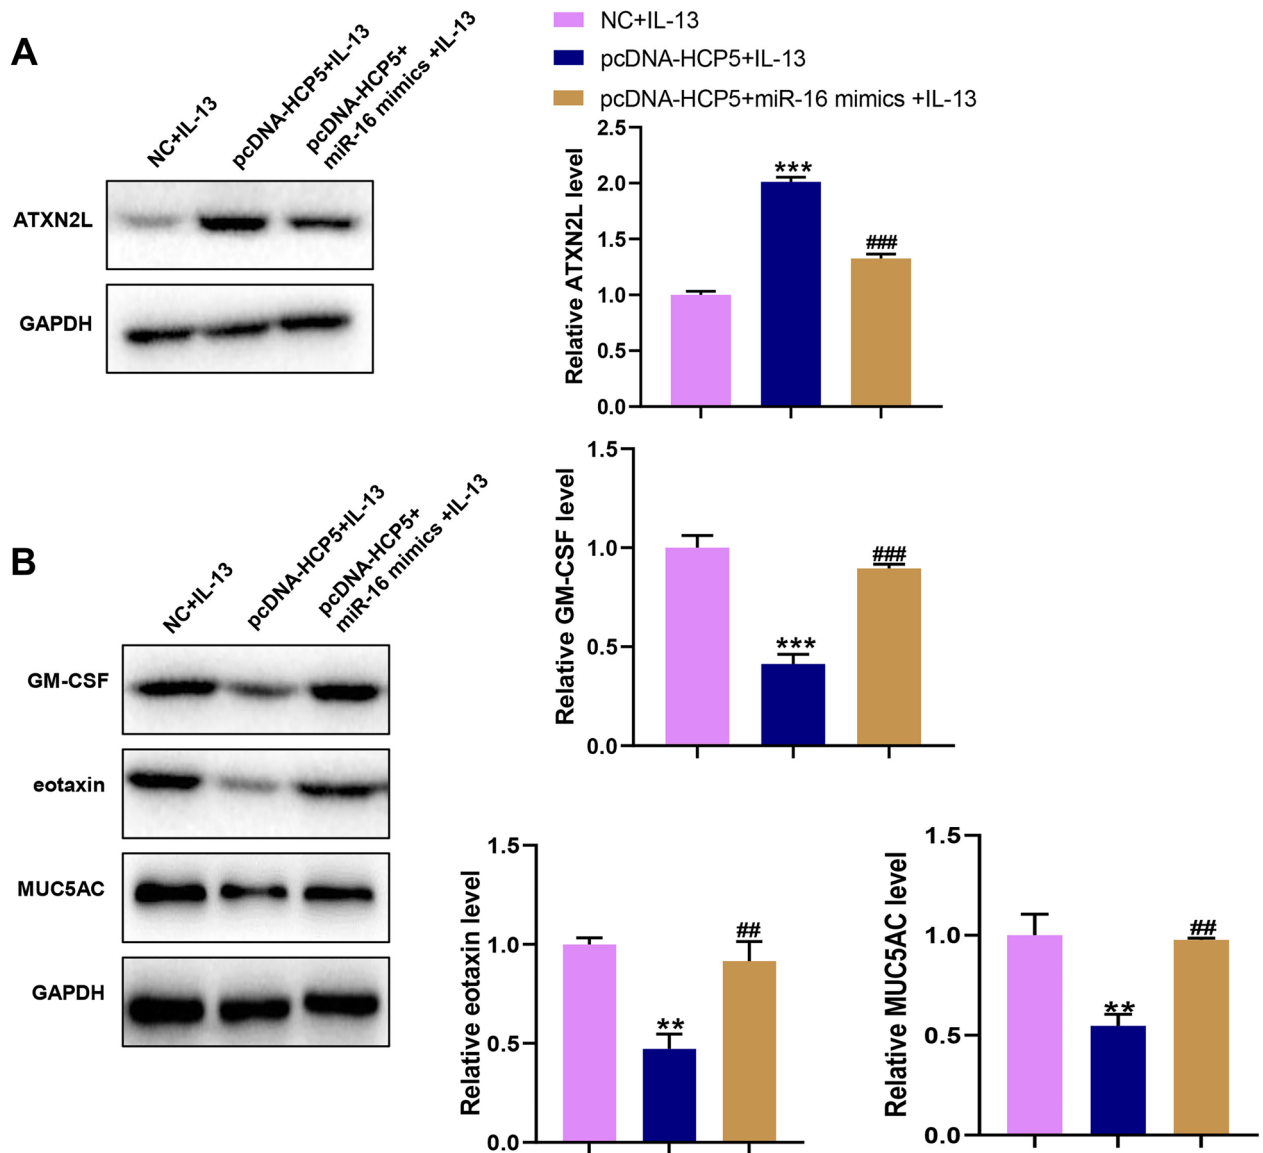 A
NC+IL-13
pcDNA-HCP5+IL-13
pcDNA-HCP5+
miR-16 mimics +IL-13
ATXN2L
GAPDH
NC+IL-13
pcDNA-HCP5+IL-13
pcDNA-HCP5+miR-16 mimics +IL-13
Relative ATXN2L level
2.5
2.0
1.5
1.0
0.5
0.0
***
###
B
NC+IL-13
pcDNA-HCP5+IL-13
pcDNA-HCP5+
miR-16 mimics +IL-13
GM-CSF
eotaxin
MUC5AC
GAPDH
Relative GM-CSF level
1.5
1.0
0.5
0.0
***
###
Relative eotaxin level
1.5
1.0
0.5
0.0
**
##
Relative MUC5AC level
1.5
1.0
0.5
0.0
**
##